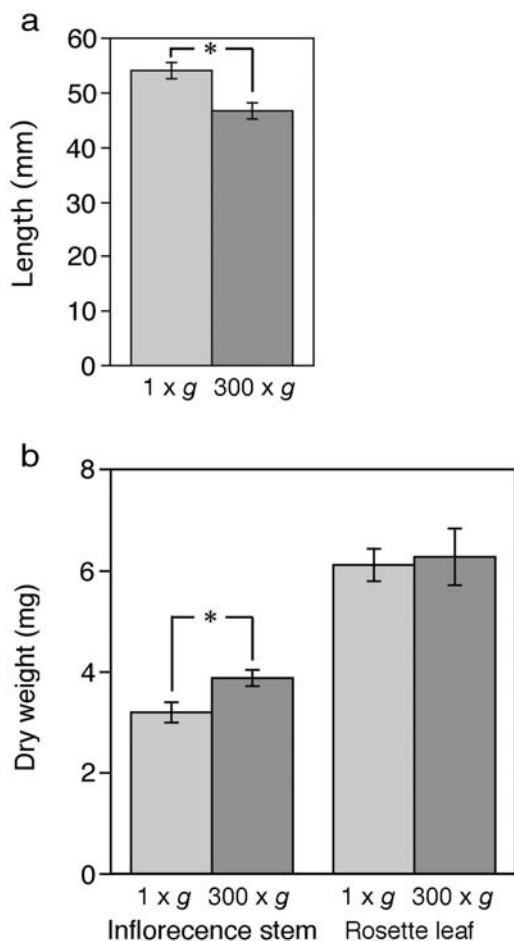 a
60
50
40
30
20
10
0
Length (mm)
*
1 x g 300 x g
b
8
6
4
2
0
Dry weight (mg)
*
1 x g 300 x g 1 x g 300 x g
Inflorecence stem Rosette leaf